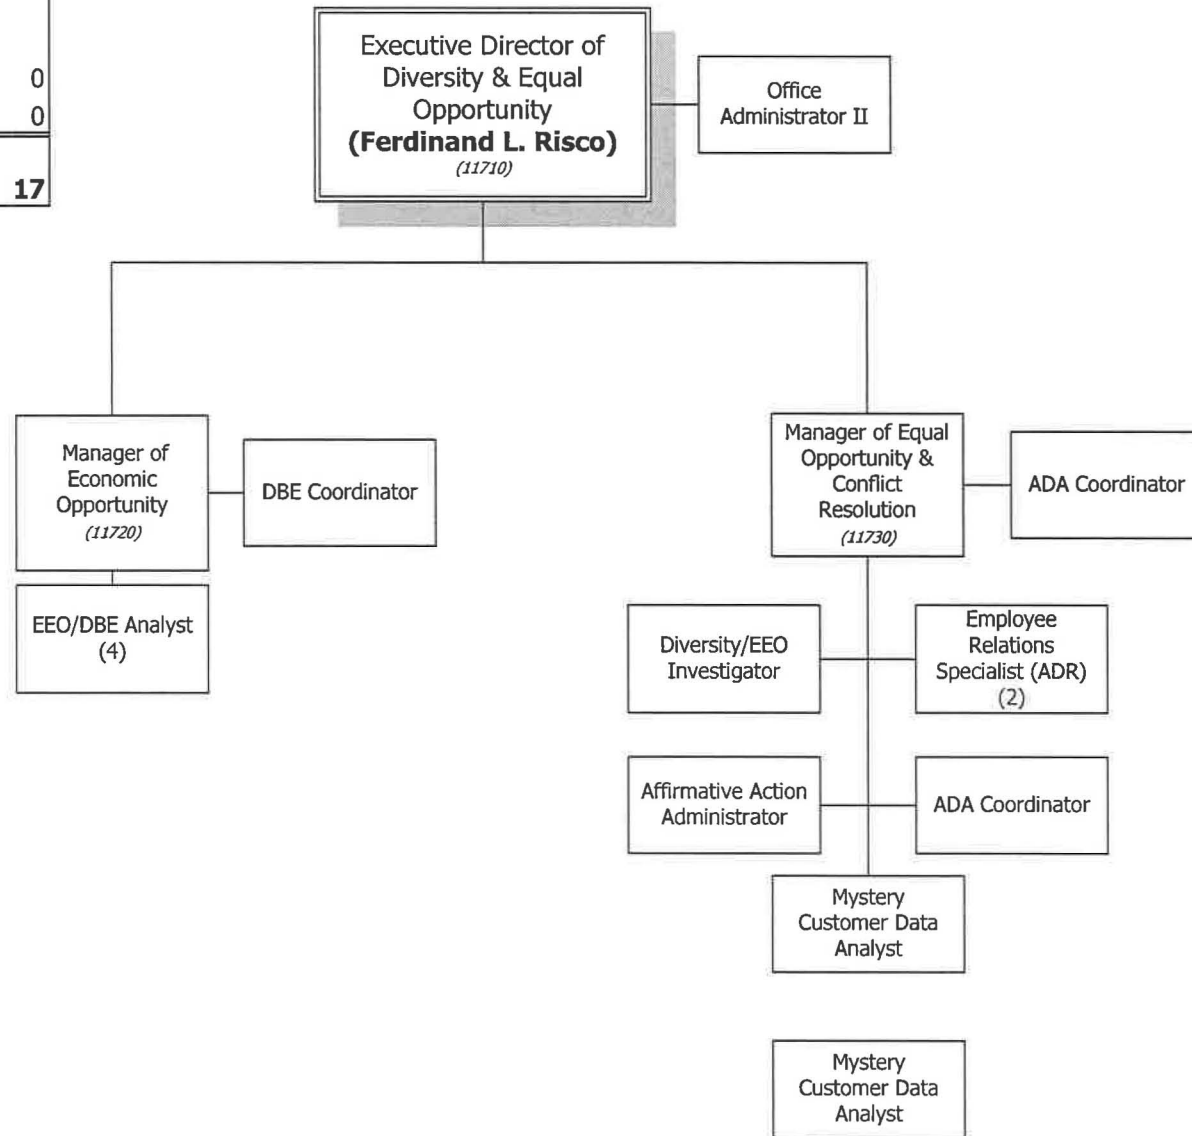 0
0
17
Executive Director of
Diversity & Equal
Opportunity
(Ferdinand L. Risco)
(11710)
Office
Administrator II
Manager of
Economic
Opportunity
(11720)
DBE Coordinator
Manager of Equal
Opportunity &
Conflict
Resolution
(11730)
ADA Coordinator
EEO/DBE Analyst
(4)
Diversity/EEO
Investigator
Employee
Relations
Specialist (ADR)
(2)
Affirmative Action
Administrator
ADA Coordinator
Mystery
Customer Data
Analyst
Mystery
Customer Data
Analyst